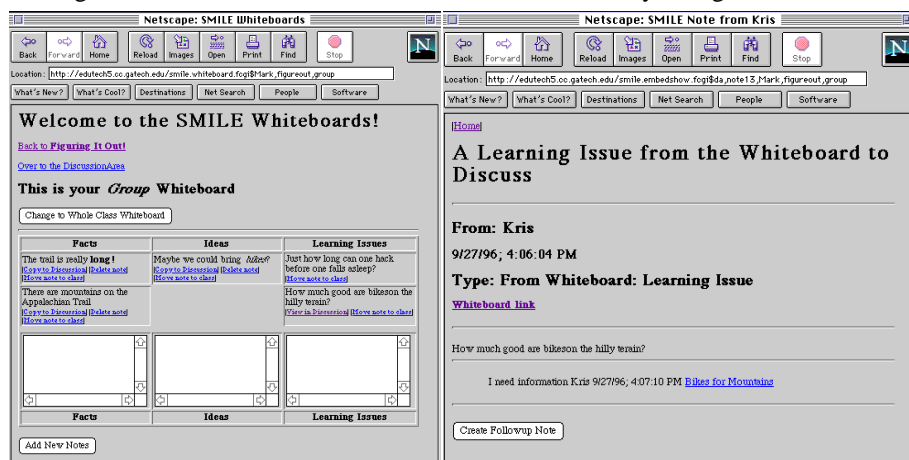 Netscape: SMILE Whiteboards
Back Forward Home Reload Images Open Print Find Stop
N
Location: http://edutech5.cc.gatech.edu/smile.whiteboard.fcgi$Mark,figureout,group
What's New? What's Cool? Destinations Net Search People Software
Welcome to the SMILE Whiteboards!
Back to Figuring It Out!
Over to the DiscussionArea
This is your Group Whiteboard
Change to Whole Class Whiteboard
Facts Ideas Learning Issues
The trail is really long!
[Copy to Discussion] [Delete note]
[Move note to class]
There are mountains on the
Appalachian Trail
[Copy to Discussion] [Delete note]
[Move note to class]
Maybe we could bring bikes?
[Copy to Discussion] [Delete note]
[Move note to class]
Just how long can one hack
before one falls asleep?
[Move note to class]
How much good are bikeson the
hilly terain?
[View in Discussion] [Move note to class]
Facts Ideas Learning Issues
Add New Notes
Netscape: SMILE Note from Kris
Back Forward Home Reload Images Open Print Find Stop
N
Location: http://edutech5.cc.gatech.edu/smile.embedshow.fcgi$da_note13,Mark,figureout,group
What's New? What's Cool? Destinations Net Search People Software
[Home]
A Learning Issue from the Whiteboard to
Discuss
From: Kris
9/27/96; 4:06:04 PM
Type: From Whiteboard: Learning Issue
Whiteboard link
How much good are bikeson the hilly terain?
I need information Kris 9/27/96; 4:07:10 PM Bikes for Mountains
Create Followup Note